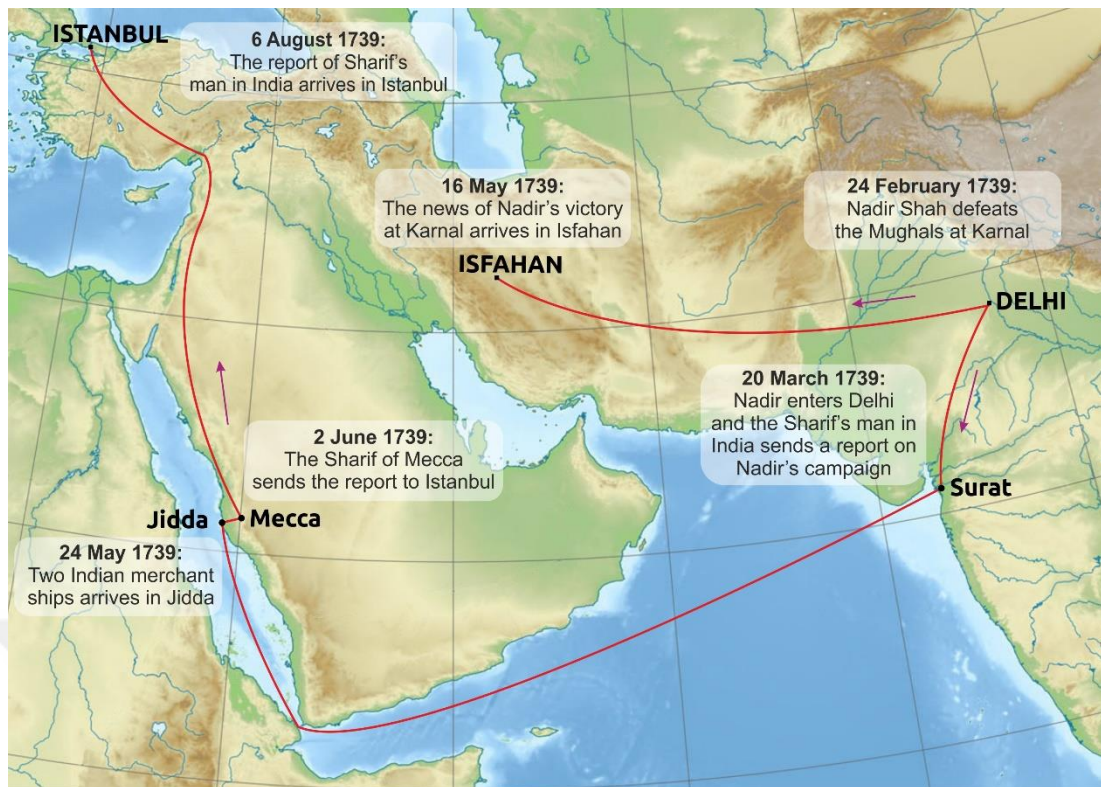 ISTANBUL
6 August 1739:
The report of Sharif's
man in India arrives in Istanbul
16 May 1739:
The news of Nadir's victory
at Karnal arrives in Isfahan
ISFAHAN
24 February 1739:
Nadir Shah defeats
the Mughals at Karnal
DELHI
20 March 1739:
Nadir enters Delhi
and the Sharif's man in
India sends a report on
Nadir's campaign
Surat
2 June 1739:
The Sharif of Mecca
sends the report to Istanbul
Jidda
Mecca
24 May 1739:
Two Indian merchant
ships arrives in Jidda